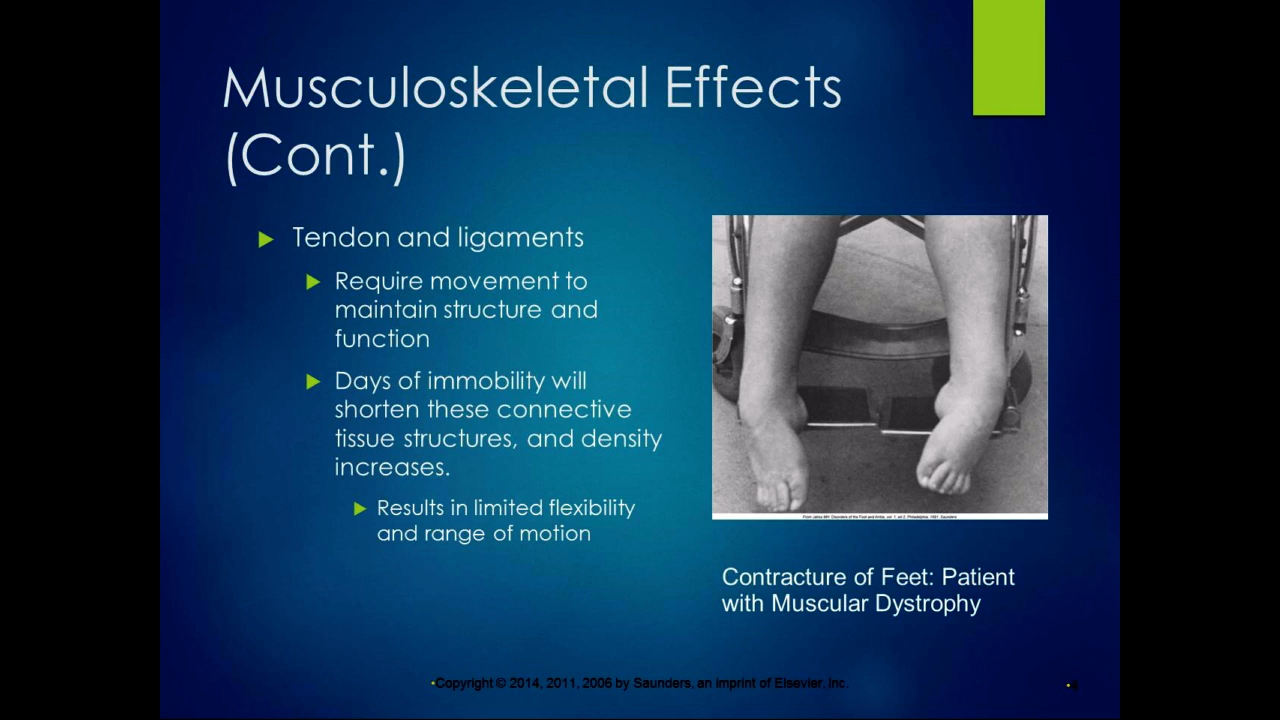 Musculoskeletal Effects
(Cont.)
Tendon and ligaments
Require movement to
maintain structure and
function
Days of immobility will
shorten these connective
tissue structures, and density
increases.
Results in limited flexibility
and range of motion
Contracture of Feet: Patient
with Muscular Dystrophy
•Copyright © 2014, 2011, 2006 by Saunders, an imprint of Elsevier, Inc.